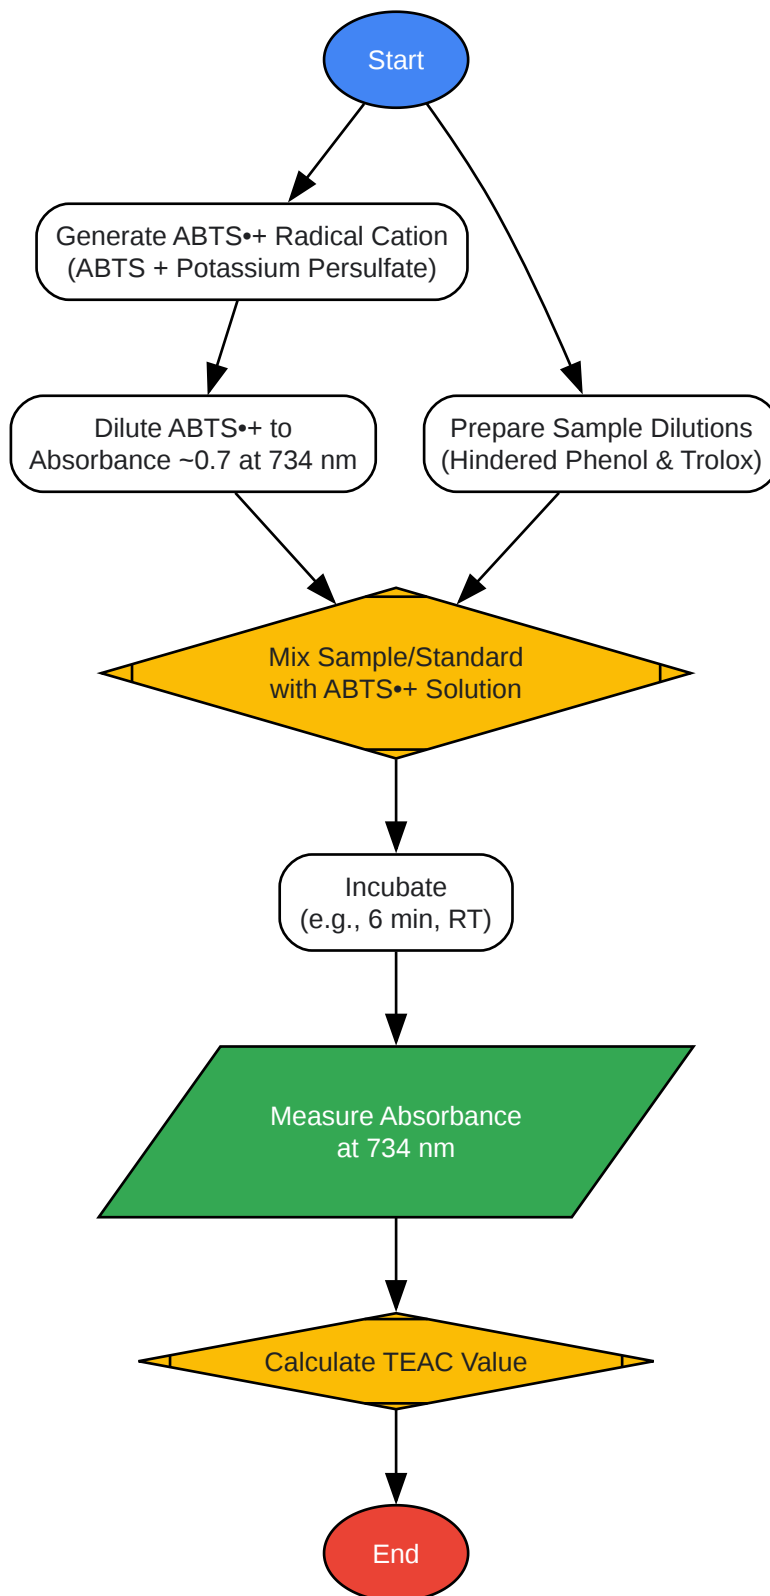 Start
Generate ABTS•+ Radical Cation
(ABTS + Potassium Persulfate)
Dilute ABTS•+ to
Absorbance ~0.7 at 734 nm
Prepare Sample Dilutions
(Hindered Phenol & Trolox)
Mix Sample/Standard
with ABTS•+ Solution
Incubate
(e.g., 6 min, RT)
Measure Absorbance
at 734 nm
Calculate TEAC Value
End